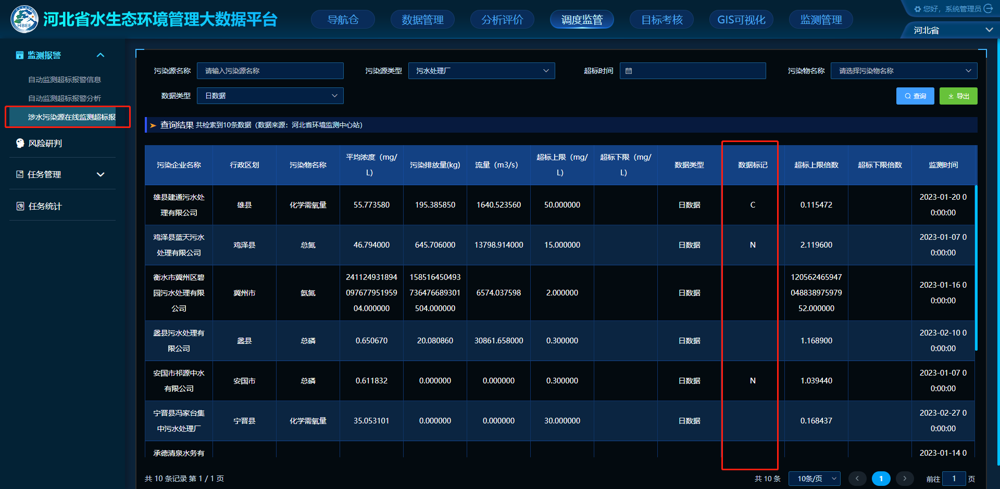 HBEE
河北省水生态环境管理大数据平台
导航仓
数据管理
分析评价
调度监管
目标考核
GIS可视化
监测管理
您好，系统管理员
河北省
监测报警
自动监测超标报警信息
自动监测超标报警分析
涉水污染源在线监测超标报
风险研判
任务管理
任务统计
污染源名称 请输入污染源名称
污染源类型 污水处理厂
超标时间
污染物名称 请选择污染物名称
数据类型 日数据
查询
导出
查询结果 共检索到10条数据（数据来源：河北省环境监测中心站）
污染企业名称
行政区划
污染物名称
平均浓度（mg/
L）
污染排放量(kg)
流量（m3/s）
超标上限（mg/
L）
超标下限（mg/
L）
数据类型
数据标记
超标上限倍数
超标下限倍数
监测时间
雄县建通污水处
理有限公司
雄县
化学需氧量
55.773580
195.385850
1640.523560
50.000000
日数据
C
0.115472
2023-01-20 0
0:00:00
鸡泽县蓝天污水
处理有限公司
鸡泽县
总氮
46.794000
645.706000
13798.914000
15.000000
日数据
N
2.119600
2023-01-07 0
0:00:00
衡水市冀州区碧
园污水处理有限
公司
冀州市
氨氮
241124931894
097677951959
04.000000
158516450493
736476689301
504.000000
6574.037598
2.000000
日数据
120562465947
048838975979
52.000000
2023-01-16 0
0:00:00
蠡县污水处理有
限公司
蠡县
总磷
0.650670
20.080860
30861.658000
0.300000
日数据
1.168900
2023-02-10 0
0:00:00
安国市祁源中水
有限公司
安国市
总磷
0.611832
0.000000
0.000000
0.300000
日数据
N
1.039440
2023-01-07 0
0:00:00
宁晋县冯家台集
中污水处理厂
宁晋县
化学需氧量
35.053101
0.000000
0.000000
30.000000
日数据
0.168437
2023-02-27 0
0:00:00
承德清泉水务有
2023-01-14 0
共 10 条记录 第 1 / 1 页
共 10 条
10条/页
1
前往 1 页